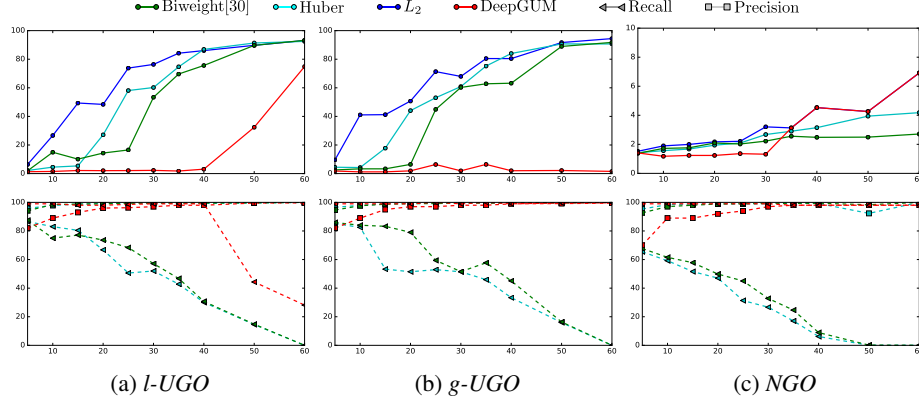 Biweight[30] Huber L₂ DeepGUM Recall Precision
100 100 10
80 80 8
60 60 6
40 40 4
20 20 2
0 0 0
10 20 30 40 50 60 10 20 30 40 50 60 10 20 30 40 50 60
100 100 100
80 80 80
60 60 60
40 40 40
20 20 20
0 0 0
10 20 30 40 50 60 10 20 30 40 50 60 10 20 30 40 50 60
(a) l-UGO (b) g-UGO (c) NGO